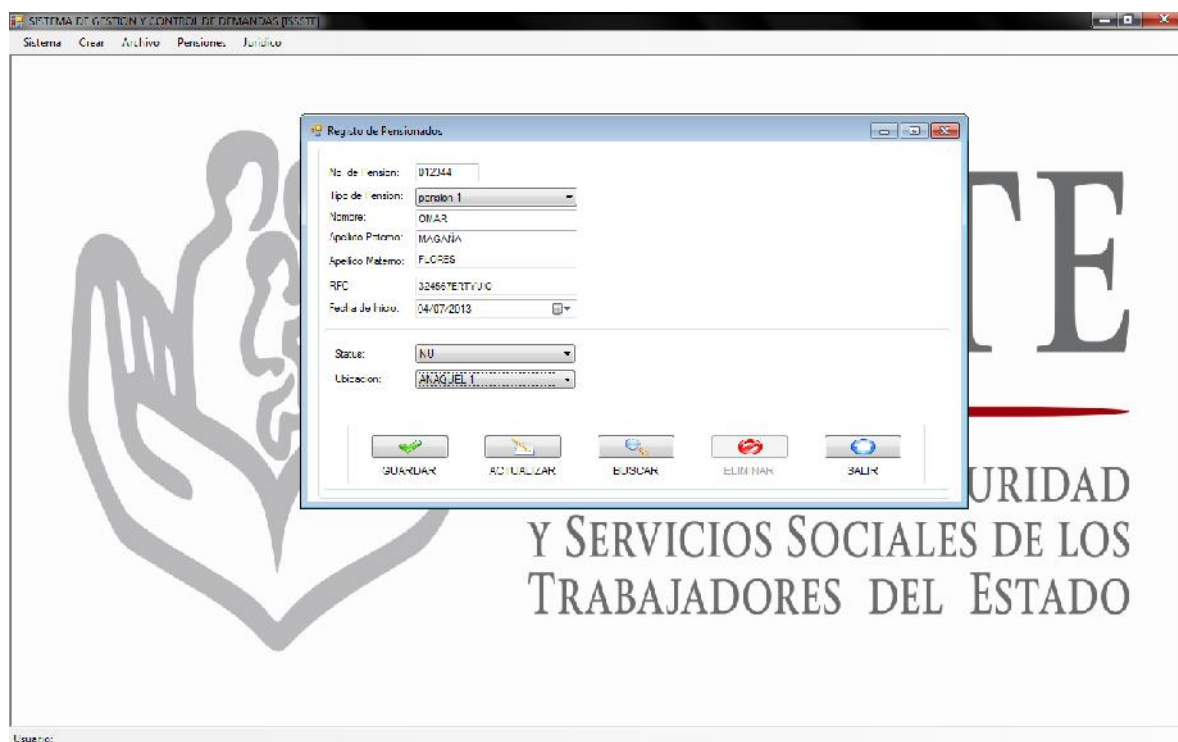 SISTEMA DE GESTION Y CONTROL DE DEMANDAS [ISSSTE]
Sistema Crear Archivo Pensiones Juridico
Registo de Pensionados
No. de Pension: 012344
Tipo de Pension: pension 1
Nombre: OMAR
Apellido Paterno: MAGAÑA
Apellido Materno: FLORES
RFC
Fecha de Inicio: 04/07/2013
Status:
Ubicacion: ANAQUEL 1
GUARDAR ACTUALIZAR BUSCAR ELIMINAR SALIR
TE
URIDAD
Y SERVICIOS SOCIALES DE LOS
TRABAJADORES DEL ESTADO
Usuario: